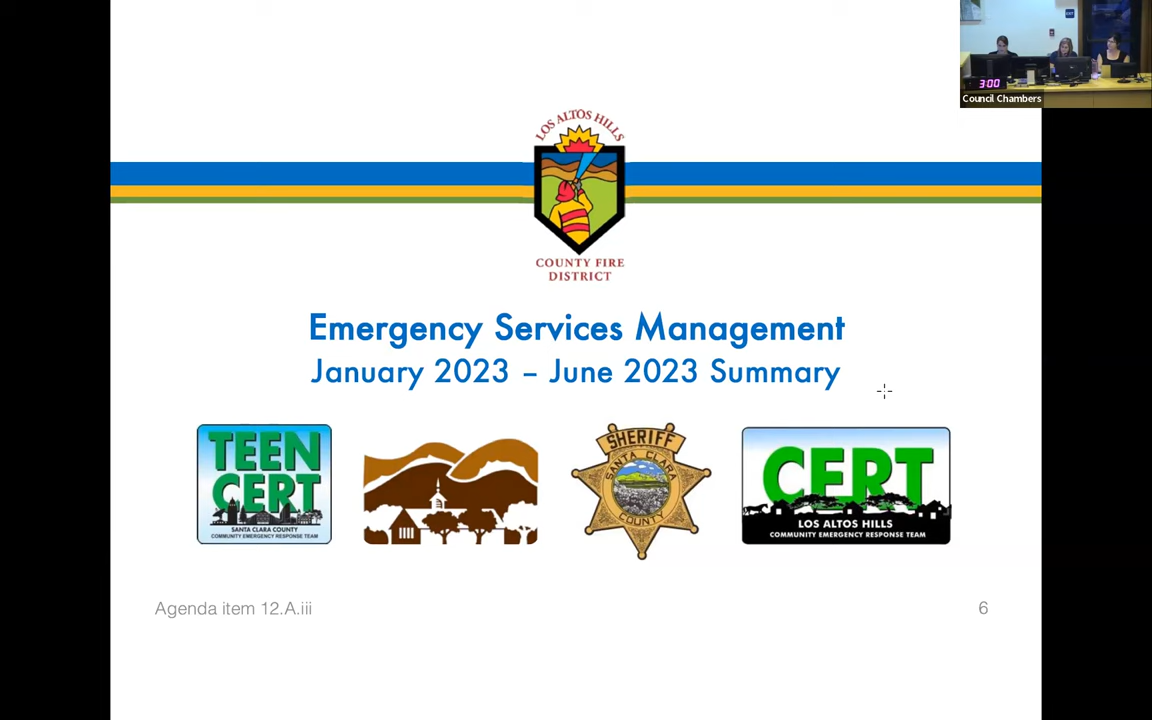 3:00
Council Chambers
LOS ALTOS HILLS
COUNTY FIRE
DISTRICT
Emergency Services Management
January 2023 – June 2023 Summary
TEEN
CERT
SANTA CLARA COUNTY
COMMUNITY EMERGENCY RESPONSE TEAM
SHERIFF
SANTA CLARA
COUNTY
CERT
LOS ALTOS HILLS
COMMUNITY EMERGENCY RESPONSE TEAM
Agenda item 12.A.iii
6